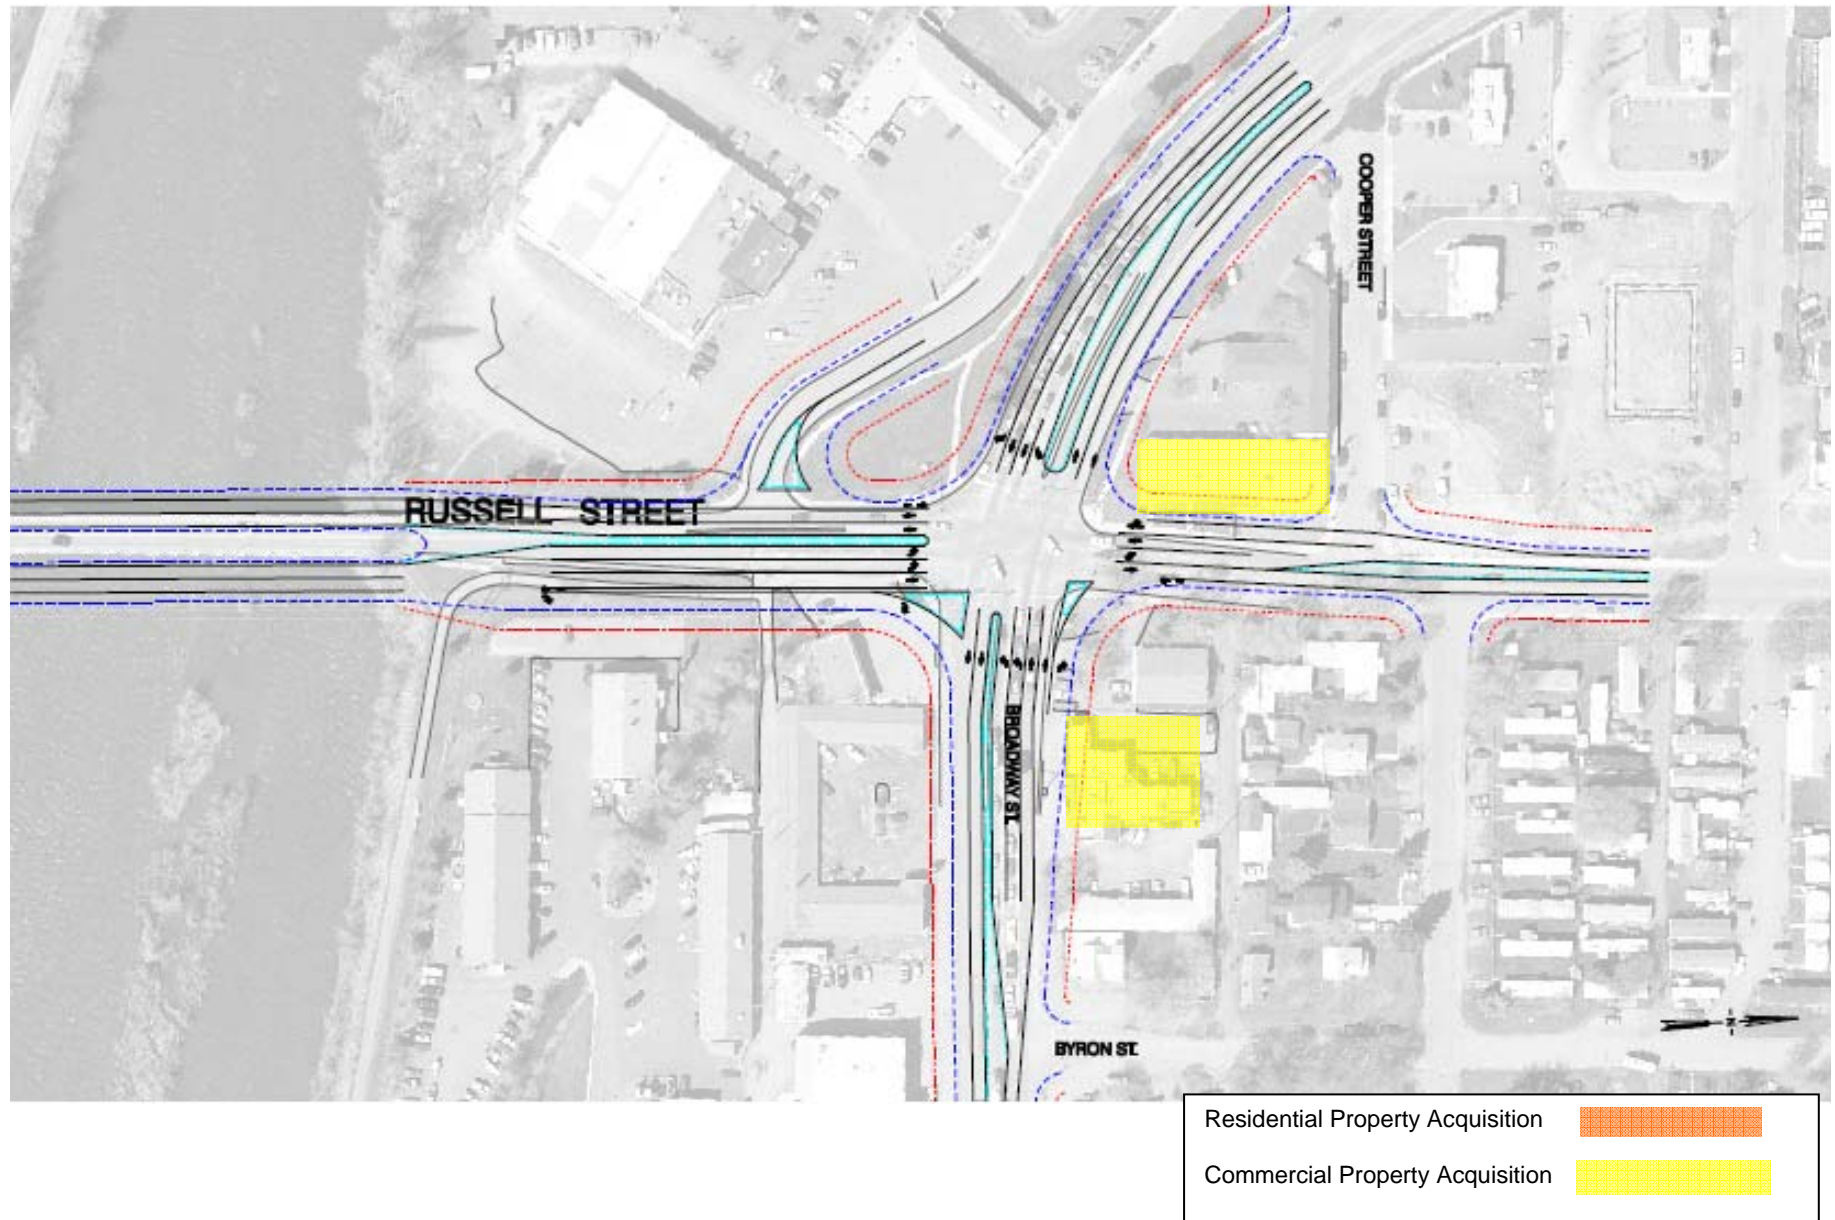 COOPER STREET
RUSSELL STREET
BROADWAY ST.
N
BYRON ST.
Residential Property Acquisition
Commercial Property Acquisition